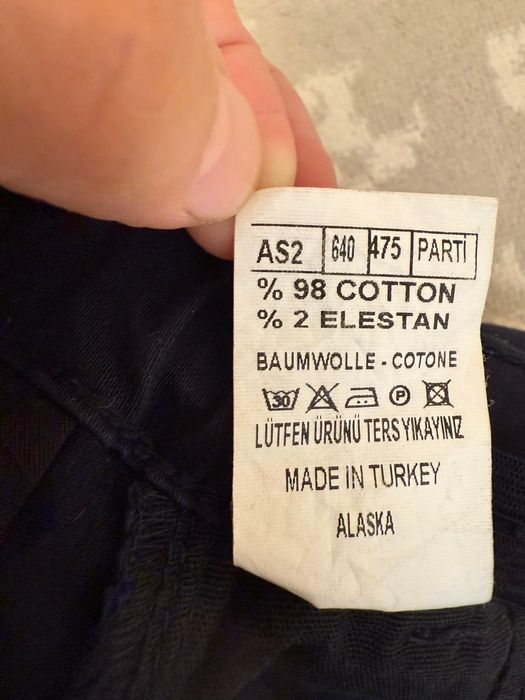 AS2 640 475 PARTİ
% 98 COTTON
% 2 ELESTAN
BAUMWOLLE - COTONE
30 P
LÜTFEN ÜRÜNÜ TERS YIKAYINIZ
MADE IN TURKEY
ALASKA